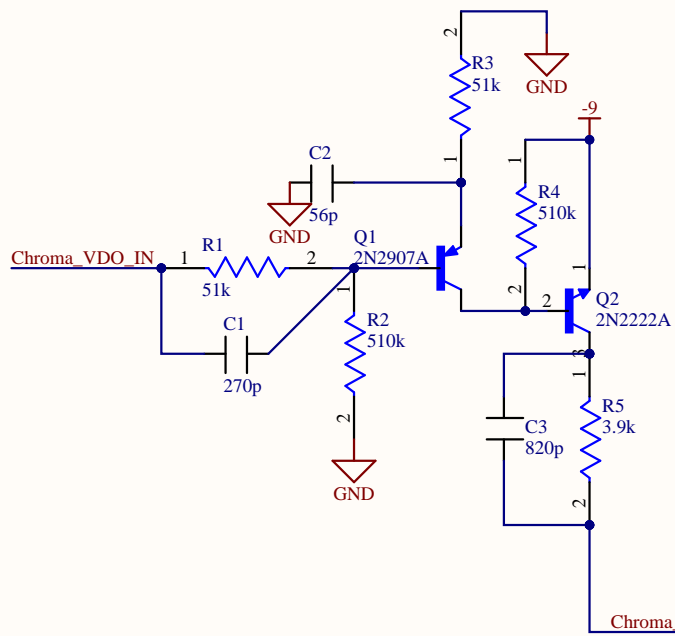 2
R3
51k
GND
1
-9
C2
56p
GND
1
R4
510k
2
Chroma_VDO_IN
1
R1
51k
2
Q1
2N2907A
1
2
Q2
2N2222A
C1
270p
1
R2
510k
2
GND
3
1
R5
3.9k
2
C3
820p
Chroma_